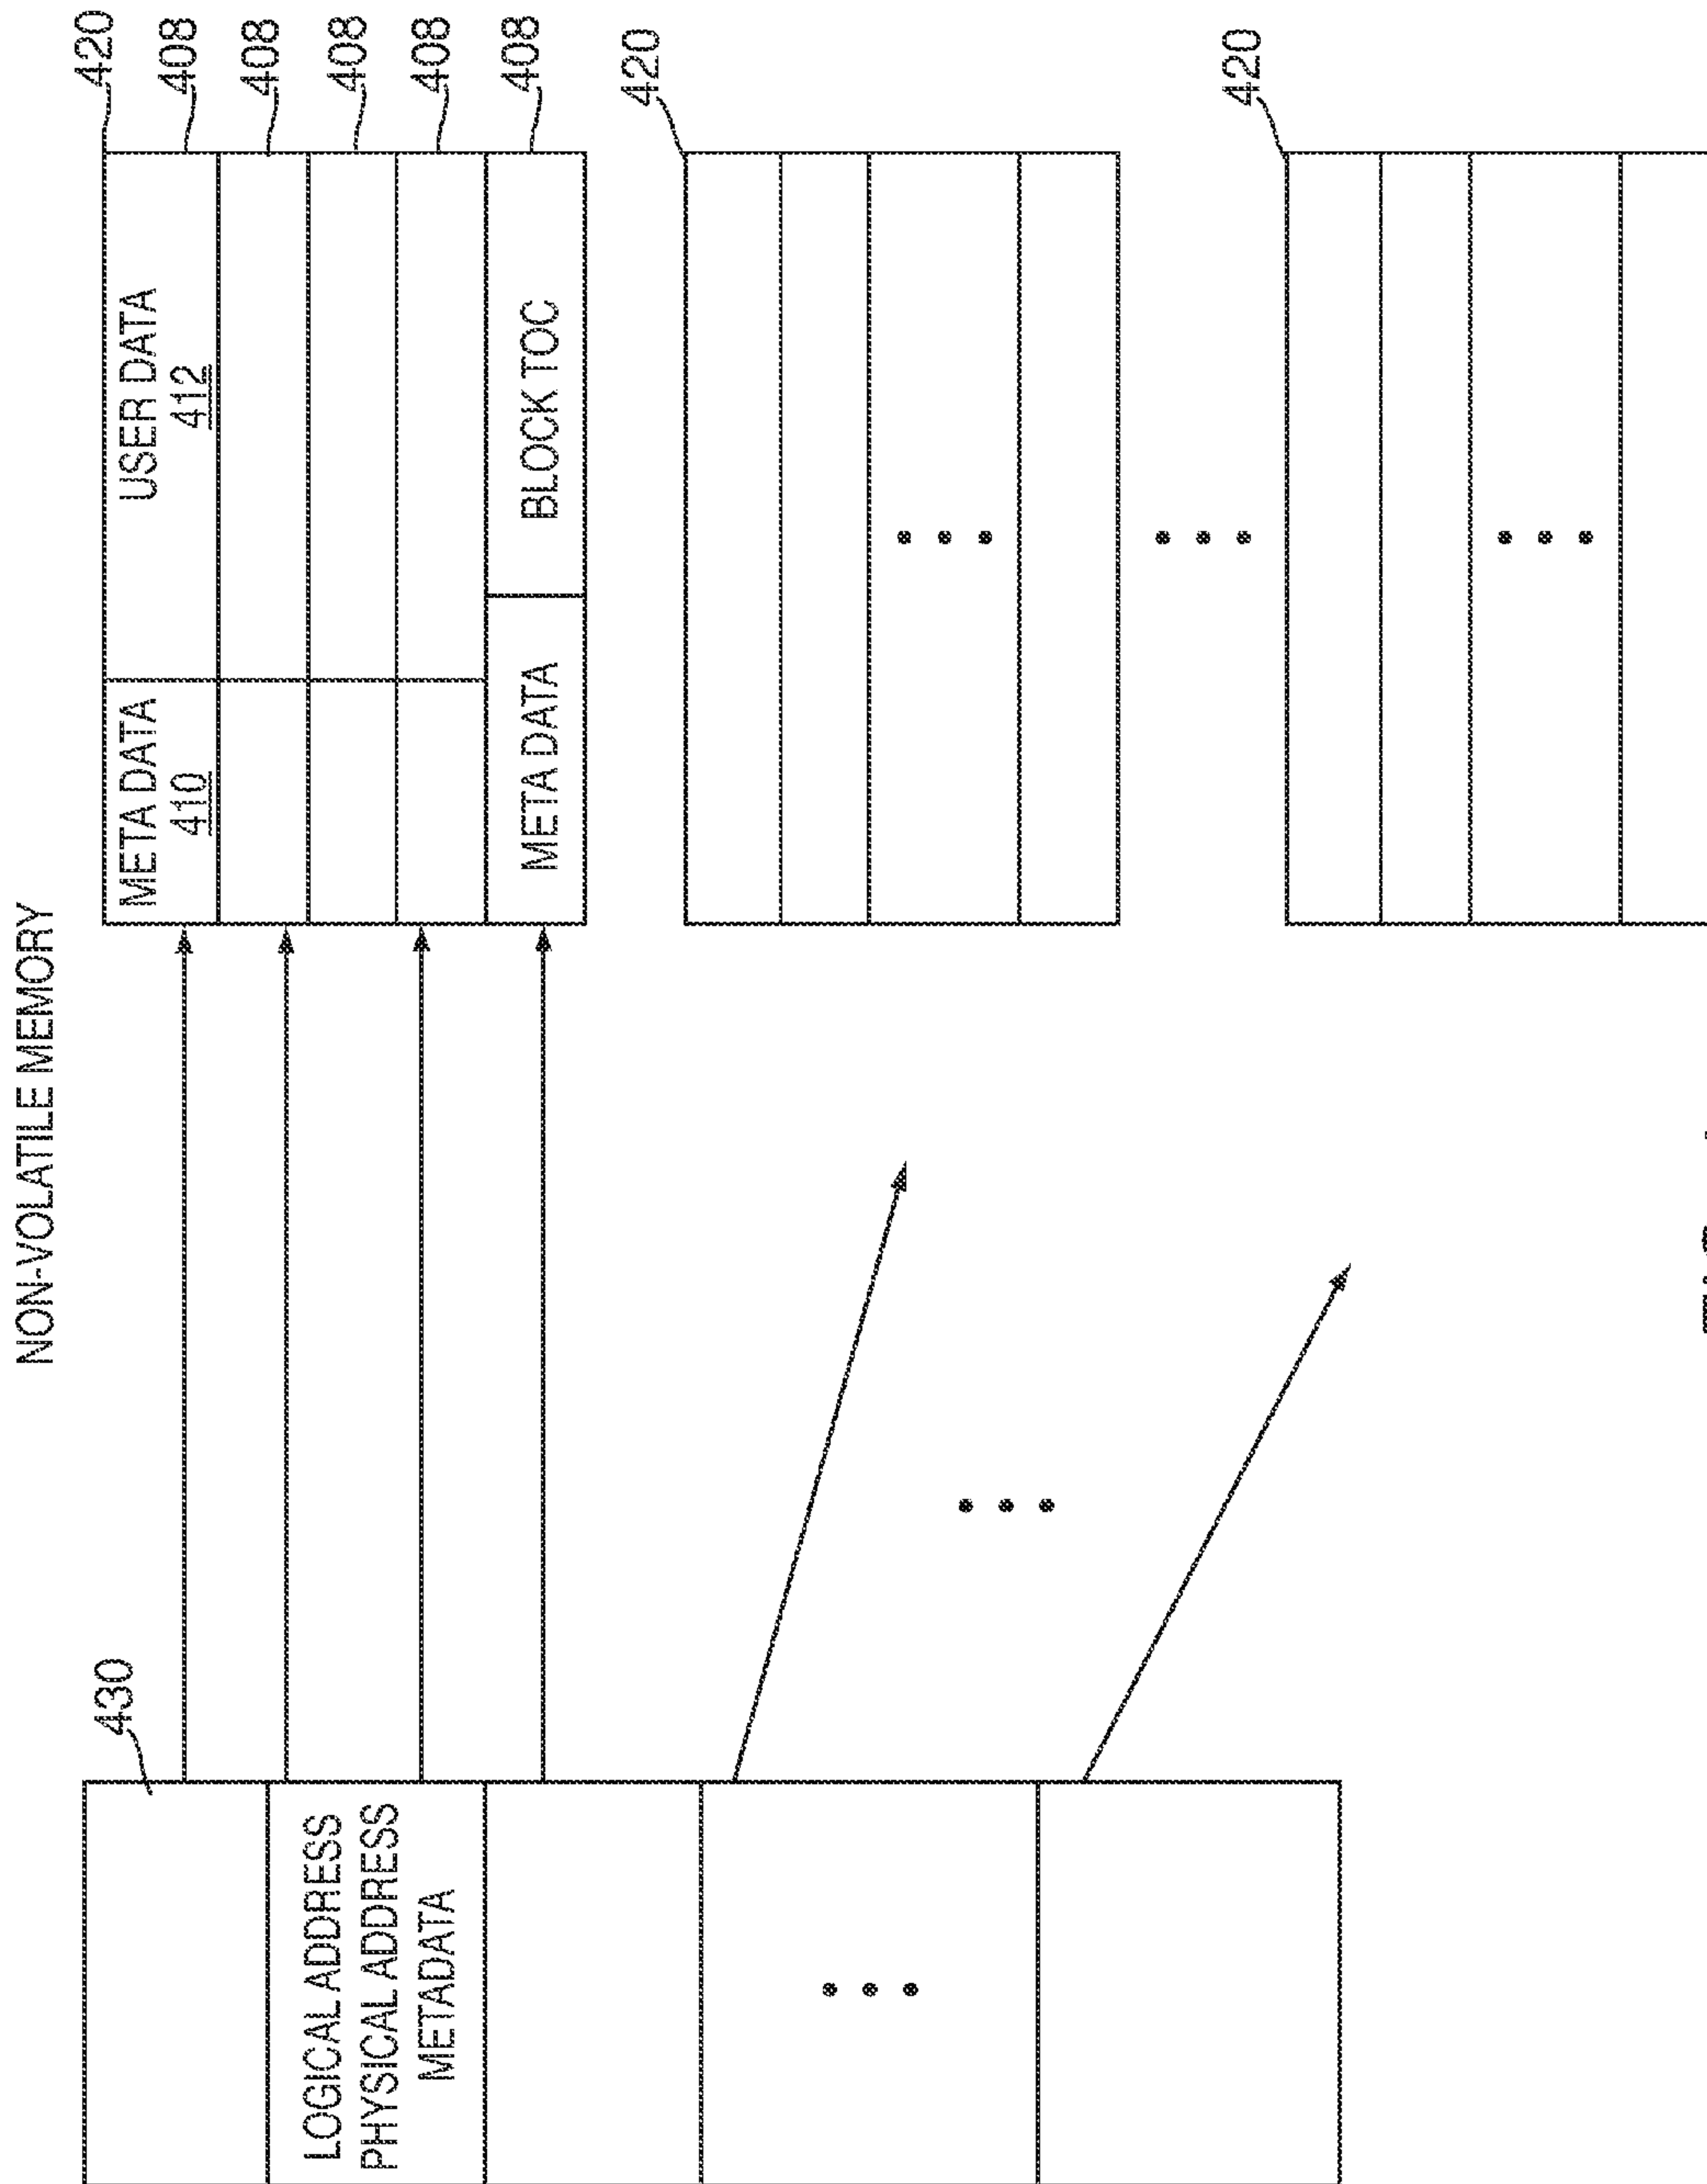 NON-VOLATILE MEMORY
430
LOGICAL ADDRESS
PHYSICAL ADDRESS
METADATA
420
META DATA
410
USER DATA
412
408
408
408
408
META DATA
BLOCK TOC
408
420
420